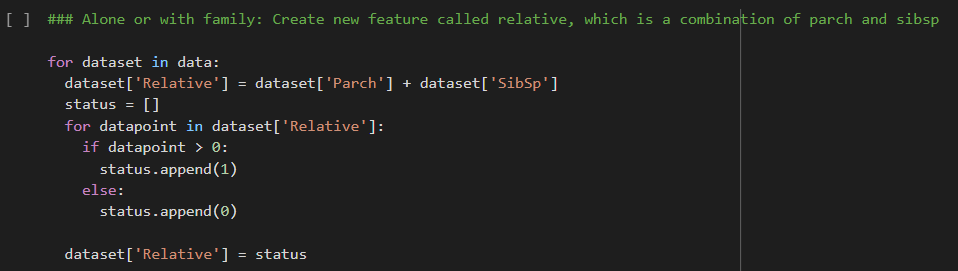 [ ] ### Alone or with family: Create new feature called relative, which is a combination of parch and sibsp
for dataset in data:
  dataset['Relative'] = dataset['Parch'] + dataset['SibSp']
  status = []
  for datapoint in dataset['Relative']:
    if datapoint > 0:
      status.append(1)
    else:
      status.append(0)
  dataset['Relative'] = status